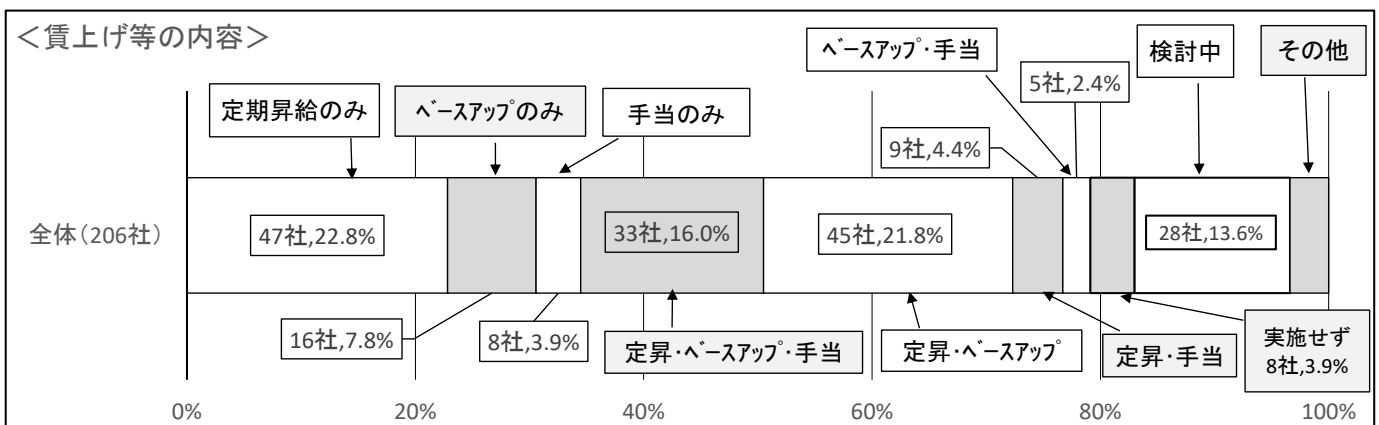 ＜賃上げ等の内容＞
ﾍﾞｰｽｱｯﾌﾟ・手当
検討中
その他
5社,2.4%
定期昇給のみ
ﾍﾞｰｽｱｯﾌﾟのみ
手当のみ
9社,4.4%
全体（206社）
47社,22.8%
33社,16.0%
45社,21.8%
28社,13.6%
16社,7.8%
8社,3.9%
定昇・ﾍﾞｰｽｱｯﾌﾟ・手当
定昇・ﾍﾞｰｽｱｯﾌﾟ
定昇・手当
実施せず
8社,3.9%
0%
20%
40%
60%
80%
100%